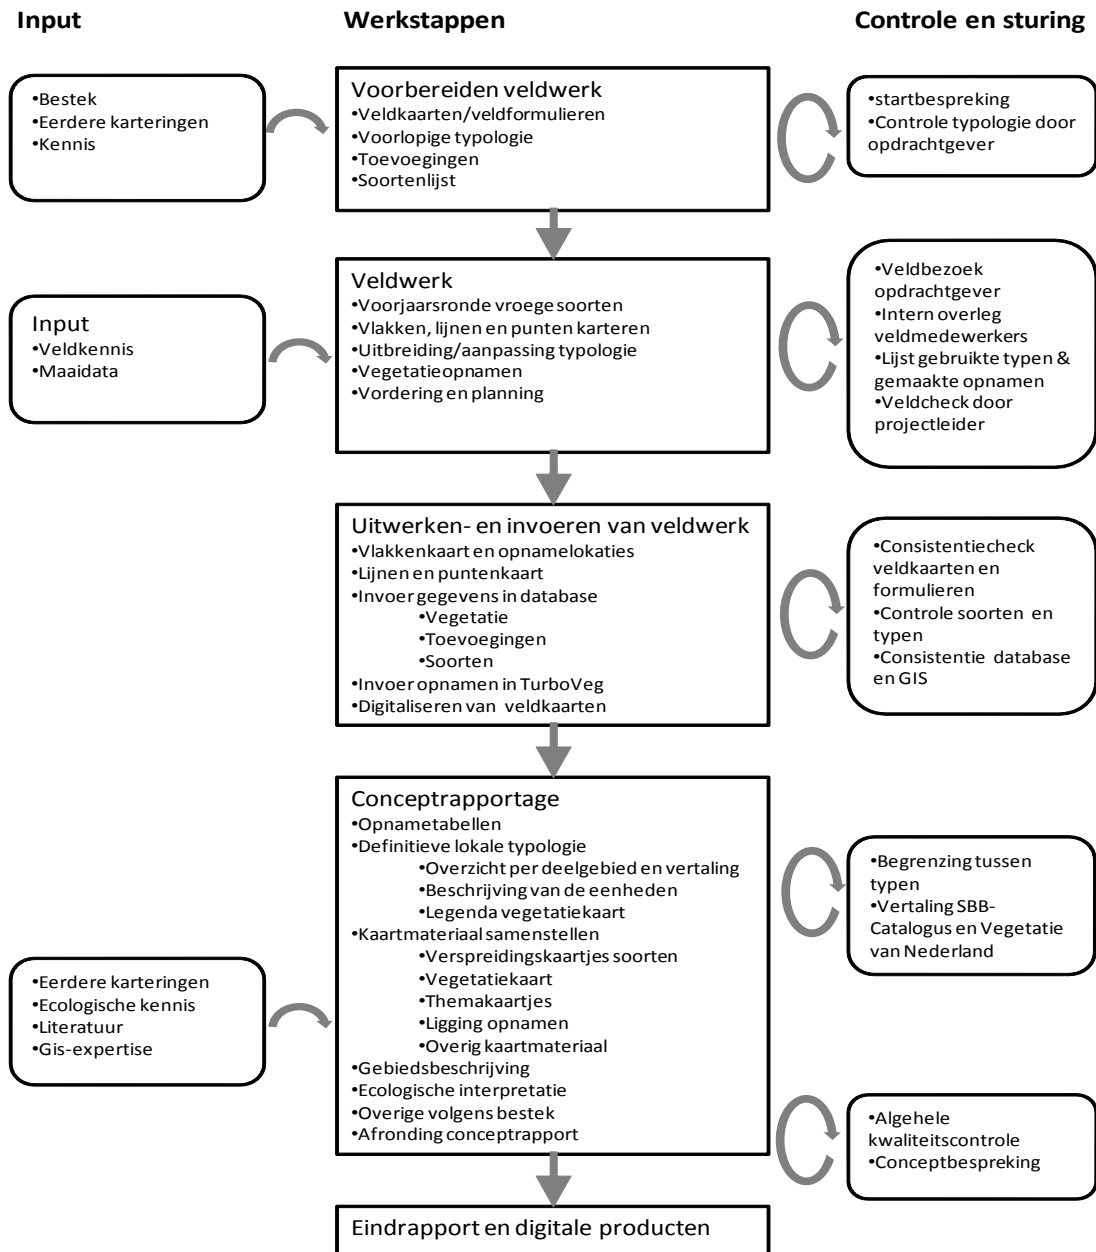 Input
Werkstappen
Controle en sturing
•Bestek
•Eerdere karteringen
•Kennis
Voorbereiden veldwerk
•Veldkaarten/veldformulieren
•Voorlopige typologie
•Toevoegingen
•Soortenlijst
•startbespreking
•Controle typologie door
opdrachtgever
Input
•Veldkennis
•Maaidata
Veldwerk
•Voorjaarsronde vroege soorten
•Vlakken, lijnen en punten karteren
•Uitbreiding/aanpassing typologie
•Vegetatieopnamen
•Vordering en planning
•Veldbezoek
opdrachtgever
•Intern overleg
veldmedewerkers
•Lijst gebruikte typen &
gemaakte opnamen
•Veldcheck door
projectleider
Uitwerken- en invoeren van veldwerk
•Vlakkenkaart en opnamelokaties
•Lijnen en puntenkaart
•Invoer gegevens in database
•Vegetatie
•Toevoegingen
•Soorten
•Invoer opnamen in TurboVeg
•Digitaliseren van veldkaarten
•Consistentiecheck
veldkaarten en
formulieren
•Controle soorten en
typen
•Consistentie database
en GIS
•Eerdere karteringen
•Ecologische kennis
•Literatuur
•Gis-expertise
Conceptrapportage
•Opnametabellen
•Definitieve lokale typologie
•Overzicht per deelgebied en vertaling
•Beschrijving van de eenheden
•Legenda vegetatiekaart
•Kaartmateriaal samenstellen
•Verspreidingskaartjes soorten
•Vegetatiekaart
•Themakaartjes
•Ligging opnamen
•Overig kaartmateriaal
•Gebiedsbeschrijving
•Ecologische interpretatie
•Overige volgens bestek
•Afronding conceptrapport
•Begrenzing tussen
typen
•Vertaling SBB-
Catalogus en Vegetatie
van Nederland
•Algehele
kwaliteitscontrole
•Conceptbespreking
Eindrapport en digitale producten